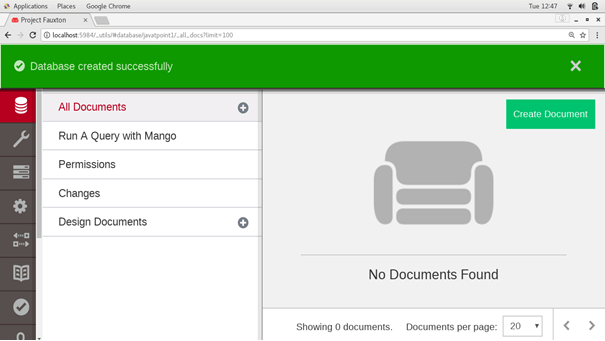 Applications Places Google Chrome Tue 12:47
Project Fauxton
localhost:5984/_utils/#database/javatpoint1/_all_docs?limit=100
Database created successfully
All Documents
Create Document
Run A Query with Mango
Permissions
Changes
Design Documents
No Documents Found
Showing 0 documents. Documents per page: 20